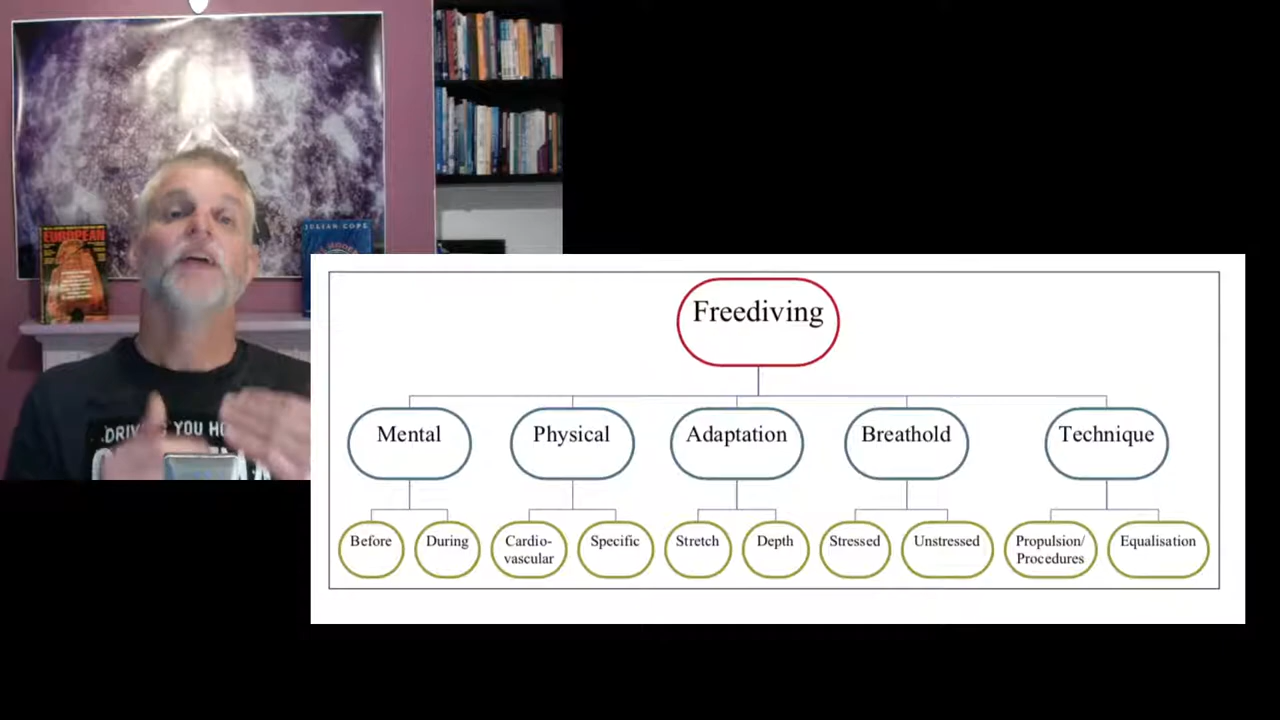 EUROPEAN
JULIAN COPE
Freediving
Mental
Physical
Adaptation
Breathold
Technique
Before
During
Cardio-
vascular
Specific
Stretch
Depth
Stressed
Unstressed
Propulsion/
Procedures
Equalisation